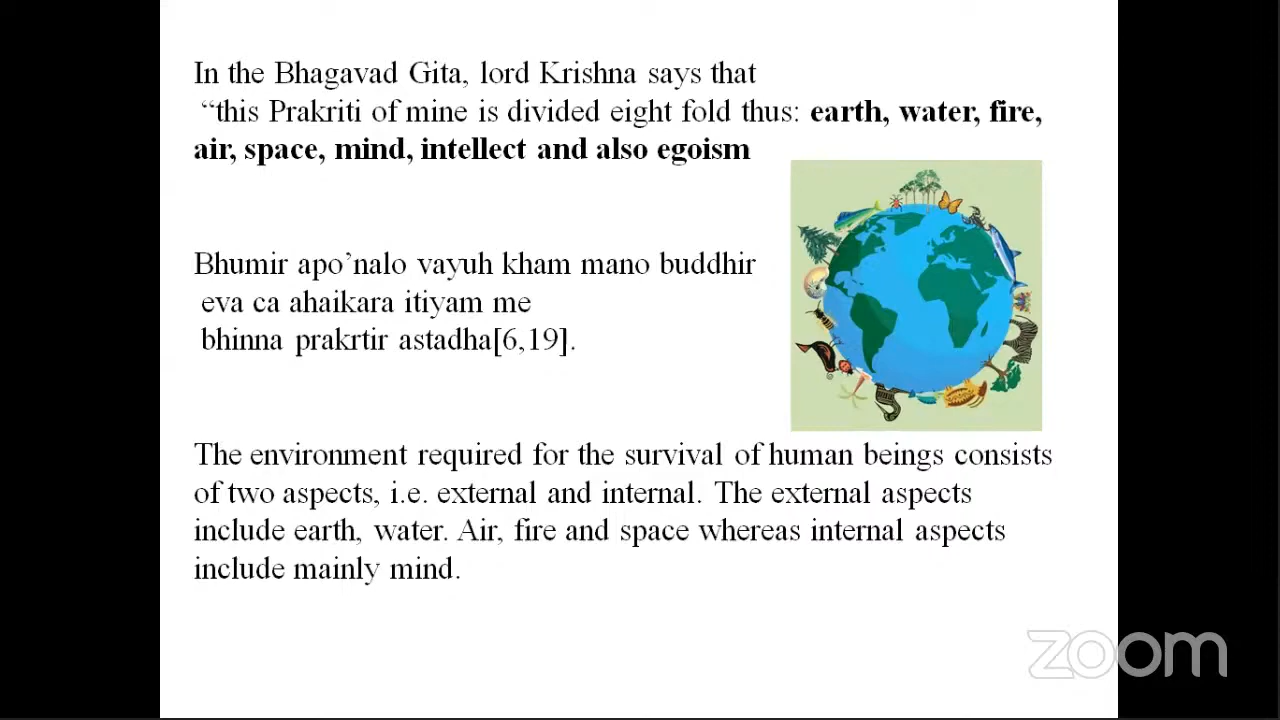 In the Bhagavad Gita, lord Krishna says that
“this Prakriti of mine is divided eight fold thus: earth, water, fire,
air, space, mind, intellect and also egoism
Bhumir apo’nalo vayuh kham mano buddhir
eva ca ahaikara itiyam me
bhinna prakrtir astadha[6,19].
The environment required for the survival of human beings consists
of two aspects, i.e. external and internal. The external aspects
include earth, water. Air, fire and space whereas internal aspects
include mainly mind.
zoom